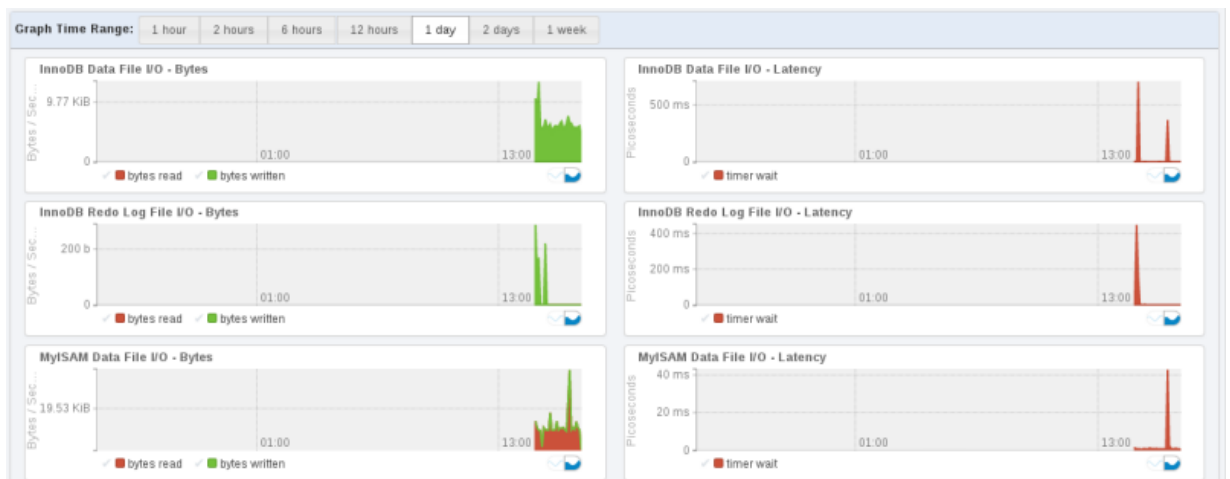 Graph Time Range: 1 hour 2 hours 6 hours 12 hours 1 day 2 days 1 week
InnoDB Data File I/O - Bytes
Bytes / Sec...
9.77 KiB
0
01:00
13:00
bytes read bytes written
InnoDB Data File I/O - Latency
Picoseconds
500 ms
0
01:00
13:00
timer wait
InnoDB Redo Log File I/O - Bytes
Bytes / Sec...
200 b
0
01:00
13:00
bytes read bytes written
InnoDB Redo Log File I/O - Latency
Picoseconds
400 ms
200 ms
0
01:00
13:00
timer wait
MyISAM Data File I/O - Bytes
Bytes / Sec...
19.53 KiB
0
01:00
13:00
bytes read bytes written
MyISAM Data File I/O - Latency
Picoseconds
40 ms
20 ms
0
01:00
13:00
timer wait